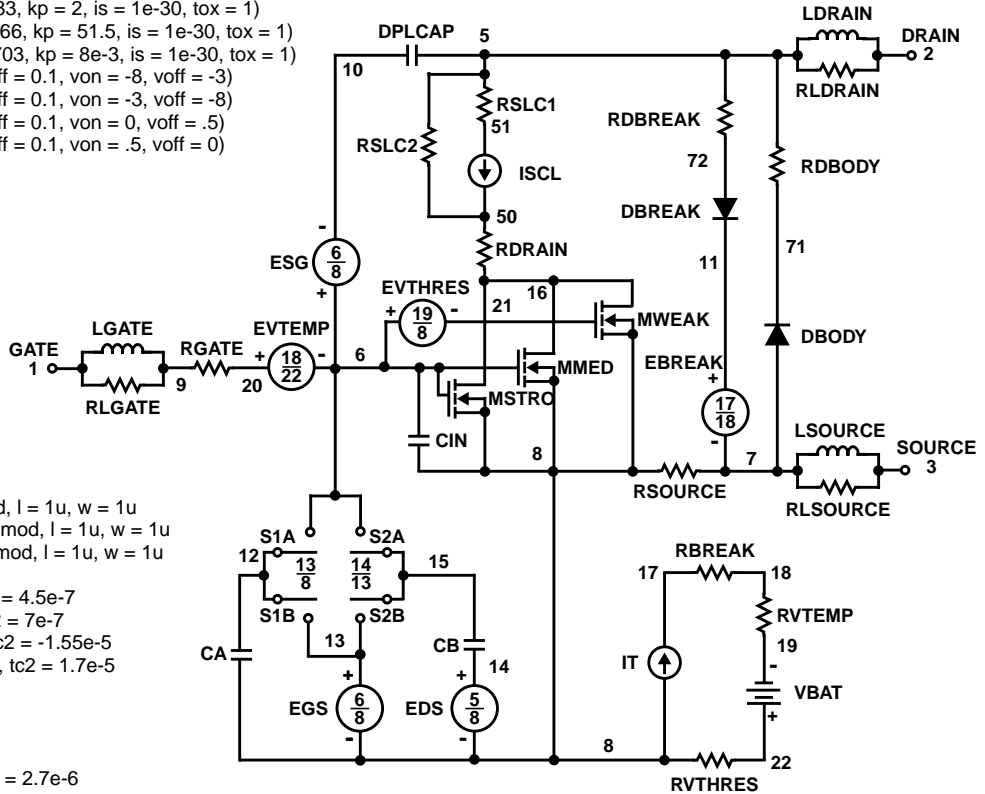 33, kp = 2, is = 1e-30, tox = 1)
66, kp = 51.5, is = 1e-30, tox = 1)
703, kp = 8e-3, is = 1e-30, tox = 1)
ff = 0.1, von = -8, voff = -3)
ff = 0.1, von = -3, voff = -8)
ff = 0.1, von = 0, voff = .5)
ff = 0.1, von = .5, voff = 0)
LDRAIN
DPLCAP
5
DRAIN
2
10
RLDRAIN
RSLC1
51
RDBREAK
RSLC2
72
ISCL
RDBODY
50
DBREAK
RDRAIN
71
6
8
ESG
11
EVTHRES
16
21
19
8
MWEAK
LGATE
EVTEMP
DBODY
GATE
1
RGATE
18
22
6
MMED
EBREAK
9
20
MSTRO
RLGATE
17
18
CIN
LSOURCE
8
7
SOURCE
3
RSOURCE
RLSOURCE
d, l = 1u, w = 1u
mod, l = 1u, w = 1u
mod, l = 1u, w = 1u
S1A
S2A
RBREAK
12
13
8
14
13
15
17
18
= 4.5e-7
= 7e-7
c2 = -1.55e-5
, tc2 = 1.7e-5
S1B
S2B
RVTEMP
13
CB
19
CA
14
IT
VBAT
EGS
6
8
EDS
5
8
8
22
RVTHRES
= 2.7e-6